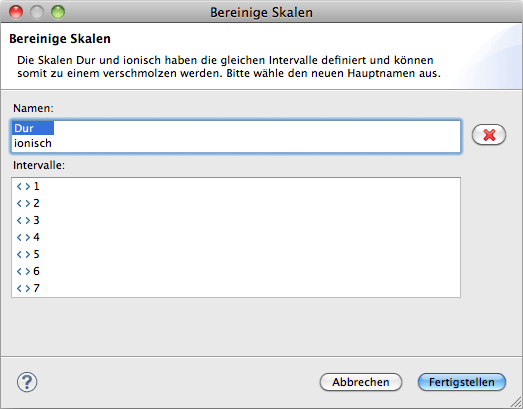 Bereinige Skalen
Bereinige Skalen
Die Skalen Dur und ionisch haben die gleichen Intervalle definiert und können
somit zu einem verschmolzen werden. Bitte wähle den neuen Hauptnamen aus.
Namen:
Dur
ionisch
Intervalle:
<> 1
<> 2
<> 3
<> 4
<> 5
<> 6
<> 7
? Abbrechen Fertigstellen